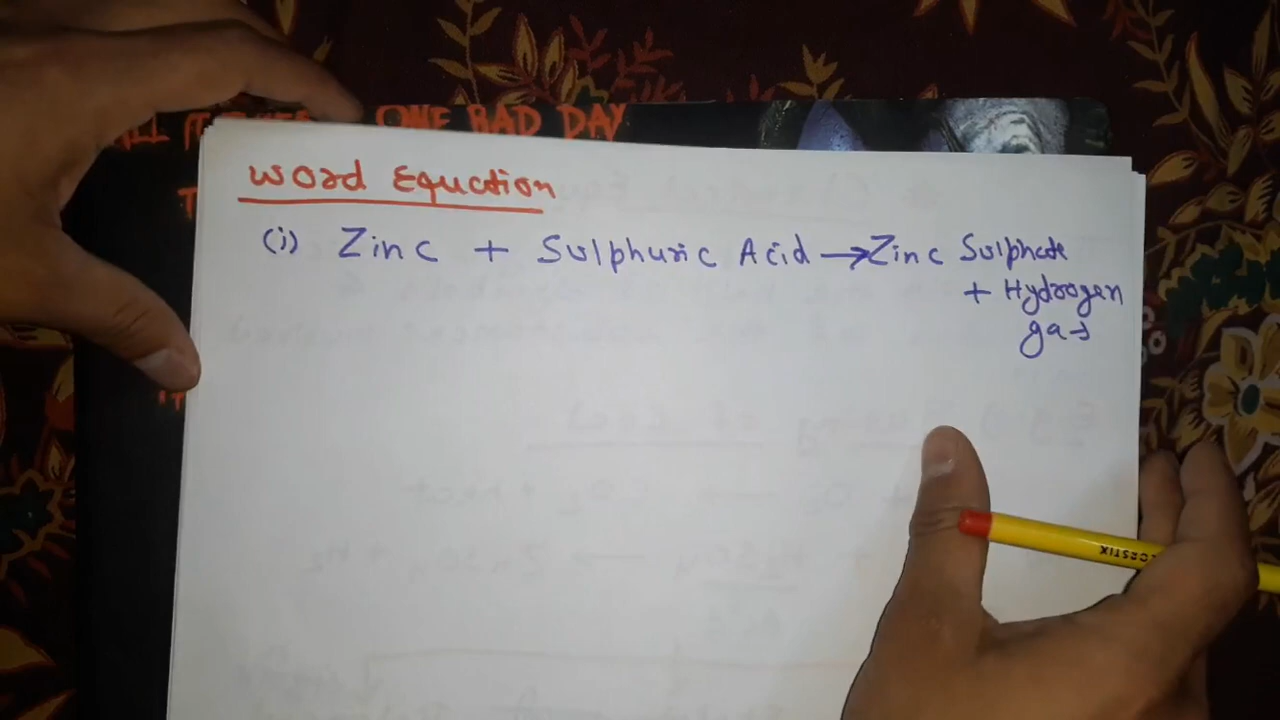 ONE BAD DAY
Word Equation
(i) Zinc + Sulphuric Acid → Zinc Sulphate
+ Hydrogen
gas